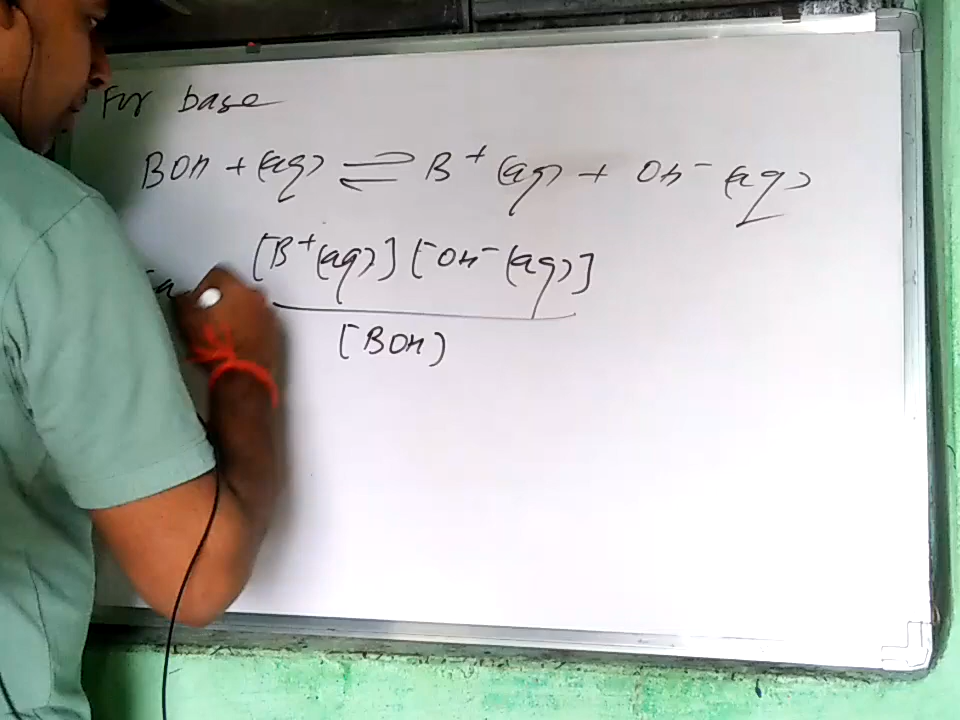 For base
BOH + (aq) ⇌ B⁺ (aq) + OH⁻ (aq)
[B⁺(aq)] [OH⁻(aq)]
[BOH]